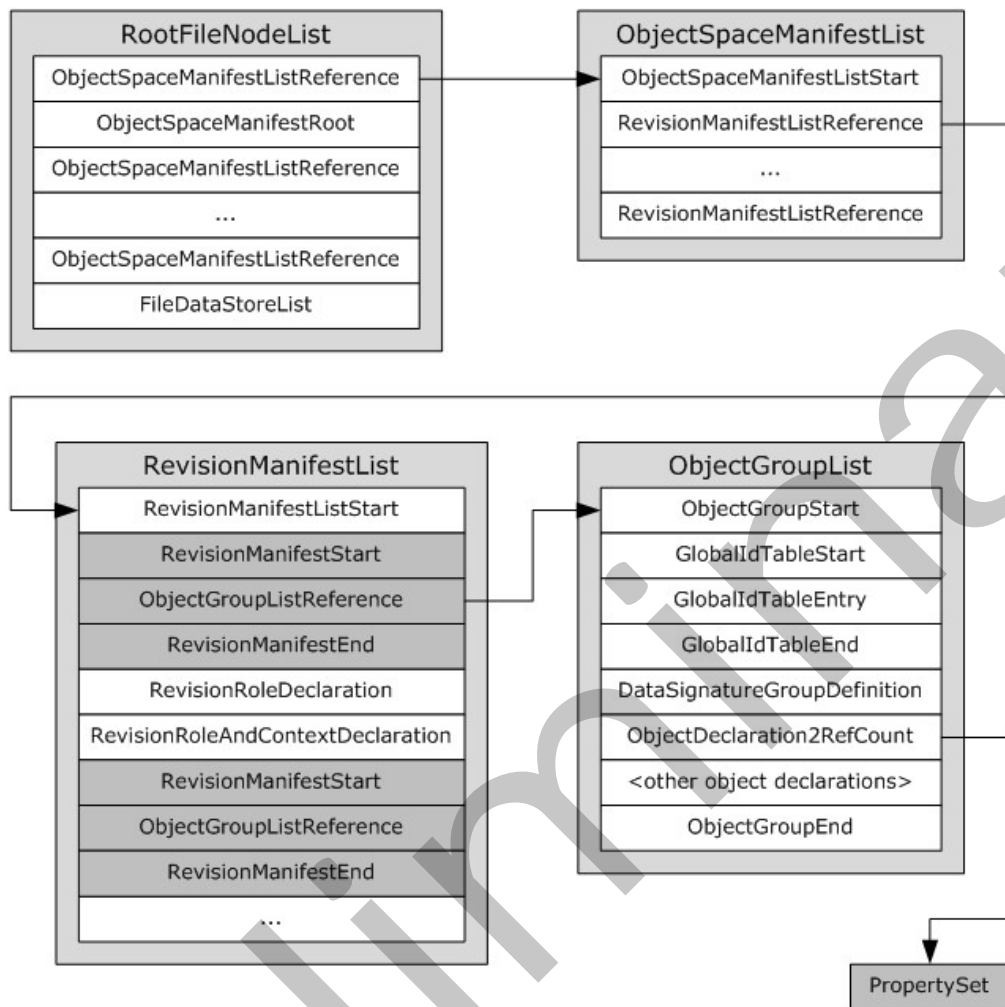 RootFileNodeList
ObjectSpaceManifestListReference
ObjectSpaceManifestRoot
ObjectSpaceManifestListReference
...
ObjectSpaceManifestListReference
FileDataStoreList
ObjectSpaceManifestList
ObjectSpaceManifestListStart
RevisionManifestListReference
...
RevisionManifestListReference
RevisionManifestList
RevisionManifestListStart
RevisionManifestStart
ObjectGroupListReference
RevisionManifestEnd
RevisionRoleDeclaration
RevisionRoleAndContextDeclaration
RevisionManifestStart
ObjectGroupListReference
RevisionManifestEnd
...
ObjectGroupList
ObjectGroupStart
GlobalIdTableStart
GlobalIdTableEntry
GlobalIdTableEnd
DataSignatureGroupDefinition
ObjectDeclaration2RefCount
<other object declarations>
ObjectGroupEnd
PropertySet